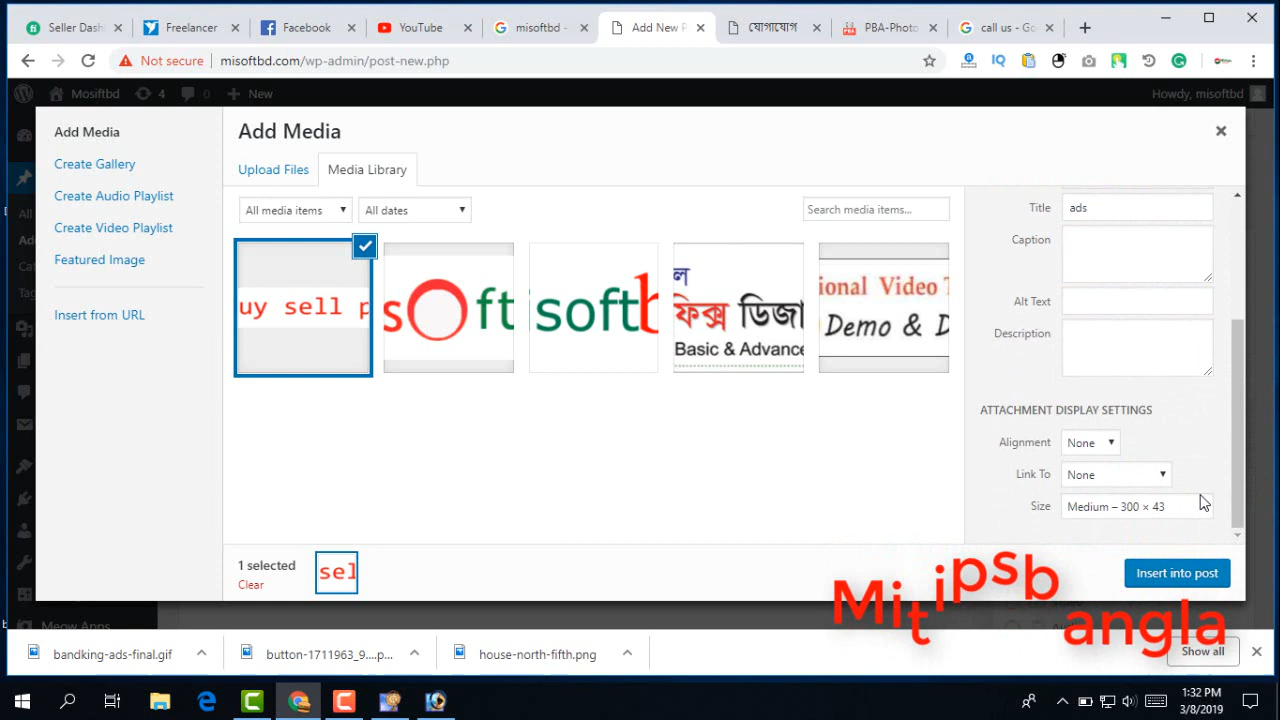 Seller Dash
Freelancer
Facebook
YouTube
misoftbd -
Add New P
যোগাযোগ
PBA-Photo
call us - Go
Not secure
misoftbd.com/wp-admin/post-new.php
Mosiftbd
4
0
New
Howdy, misoftbd
Add Media
Create Gallery
Create Audio Playlist
Create Video Playlist
Featured Image
Insert from URL
Add Media
Upload Files
Media Library
All media items
All dates
Search media items...
uy sell p
soft
isoftb
ল
ফিক্স ডিজা
Basic & Advance
ional Video T
Demo & D
Title
ads
Caption
Alt Text
Description
ATTACHMENT DISPLAY SETTINGS
Alignment
None
Link To
None
Size
Medium – 300 × 43
1 selected
Clear
sel
Insert into post
Mitipsbangla
Meow Apps
bandking-ads-final.gif
button-1711963_9....p...
house-north-fifth.png
Show all
1:32 PM
3/8/2019